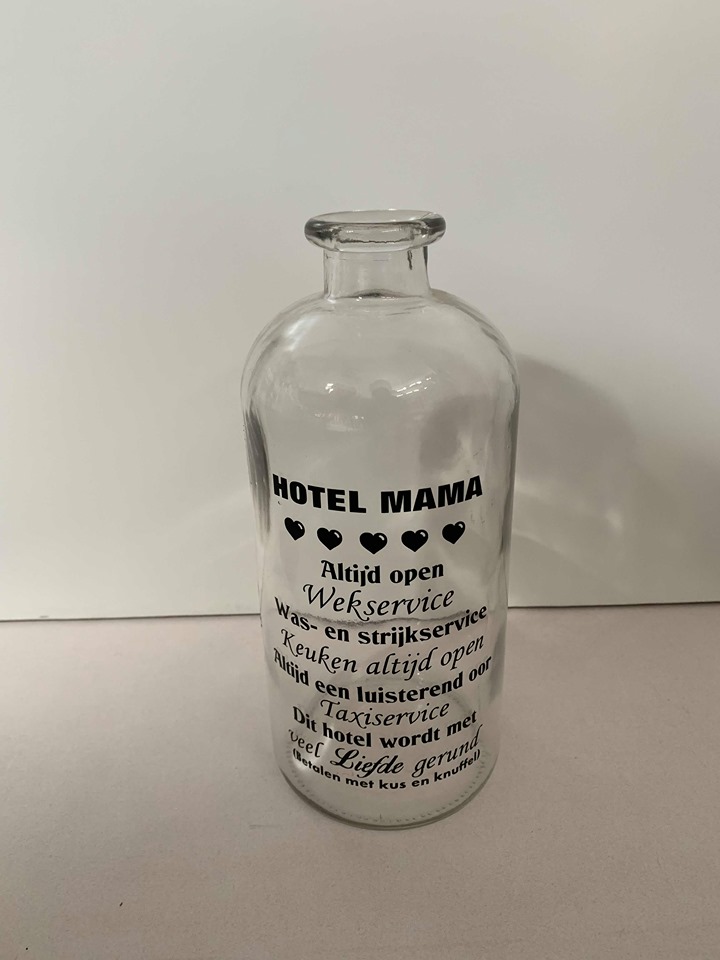 HOTEL MAMA
Altijd open
Wekservice
Was- en strijkservice
Keuken altijd open
Altijd een luisterend oor
Taxiservice
Dit hotel wordt met
veel Liefde gerund
(Betalen met kus en knuffel)